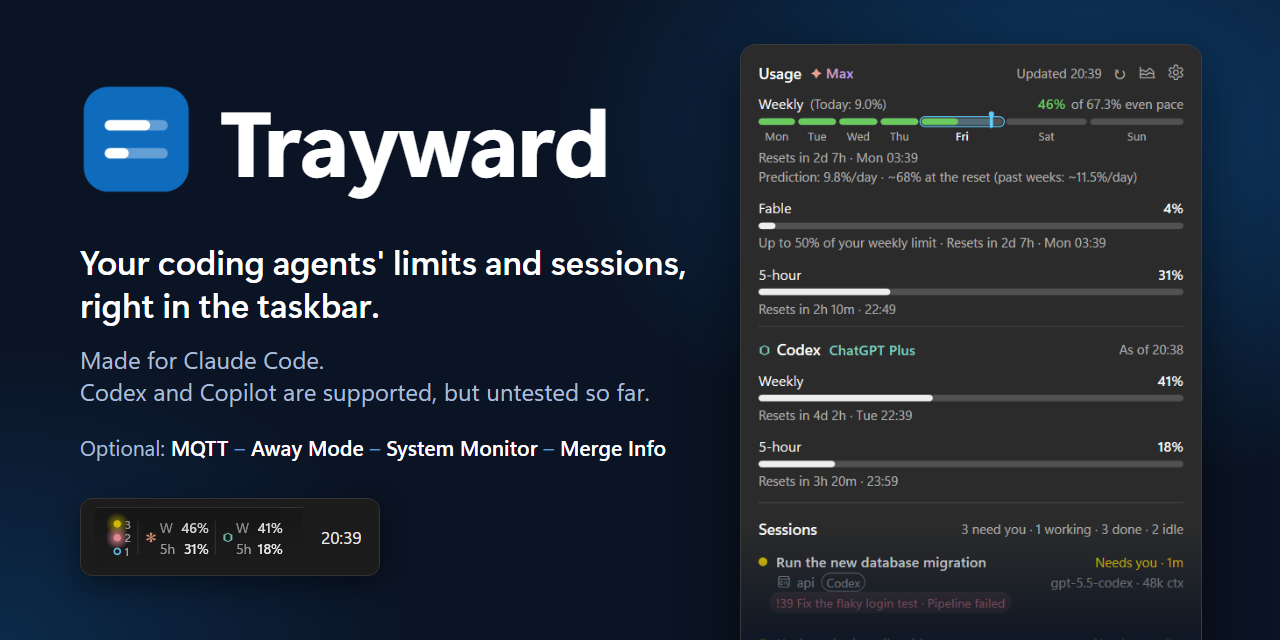 Trayward
Your coding agents' limits and sessions,
right in the taskbar.
Made for Claude Code.
Codex and Copilot are supported, but untested so far.
Optional: MQTT – Away Mode – System Monitor – Merge Info
3 W 46% W 41%
2
1 5h 31% 5h 18%
20:39
Usage Max Updated 20:39
Weekly (Today: 9.0%) 46% of 67.3% even pace
Mon Tue Wed Thu Fri Sat Sun
Resets in 2d 7h · Mon 03:39
Prediction: 9.8%/day · ~68% at the reset (past weeks: ~11.5%/day)
Fable 4%
Up to 50% of your weekly limit · Resets in 2d 7h · Mon 03:39
5-hour 31%
Resets in 2h 10m · 22:49
Codex ChatGPT Plus As of 20:38
Weekly 41%
Resets in 4d 2h · Tue 22:39
5-hour 18%
Resets in 3h 20m · 23:59
Sessions 3 need you · 1 working · 3 done · 2 idle
Run the new database migration Needs you · 1m
api Codex gpt-5.5-codex · 48k ctx
!39 Fix the flaky login test · Pipeline failed